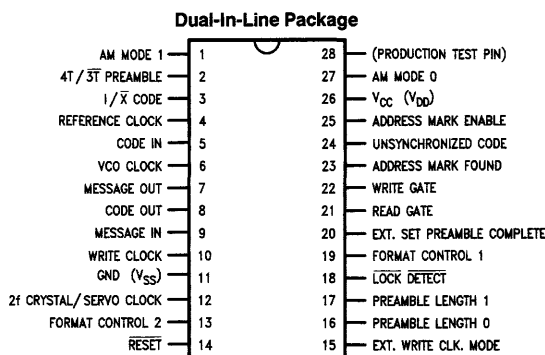 Dual-In-Line Package
AM MODE 1 1 28 (PRODUCTION TEST PIN)
4T/3T PREAMBLE 2 27 AM MODE 0
I/X CODE 3 26 VCC (VDD)
REFERENCE CLOCK 4 25 ADDRESS MARK ENABLE
CODE IN 5 24 UNSYNCHRONIZED CODE
VCO CLOCK 6 23 ADDRESS MARK FOUND
MESSAGE OUT 7 22 WRITE GATE
CODE OUT 8 21 READ GATE
MESSAGE IN 9 20 EXT. SET PREAMBLE COMPLETE
WRITE CLOCK 10 19 FORMAT CONTROL 1
GND (VSS) 11 18 LOCK DETECT
2f CRYSTAL/SERVO CLOCK 12 17 PREAMBLE LENGTH 1
FORMAT CONTROL 2 13 16 PREAMBLE LENGTH 0
RESET 14 15 EXT. WRITE CLK. MODE